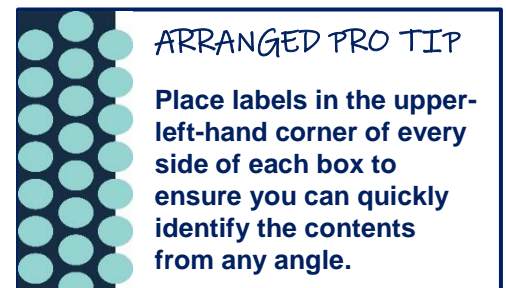 ARRANGED PRO TIP
Place labels in the upper-
left-hand corner of every
side of each box to
ensure you can quickly
identify the contents
from any angle.